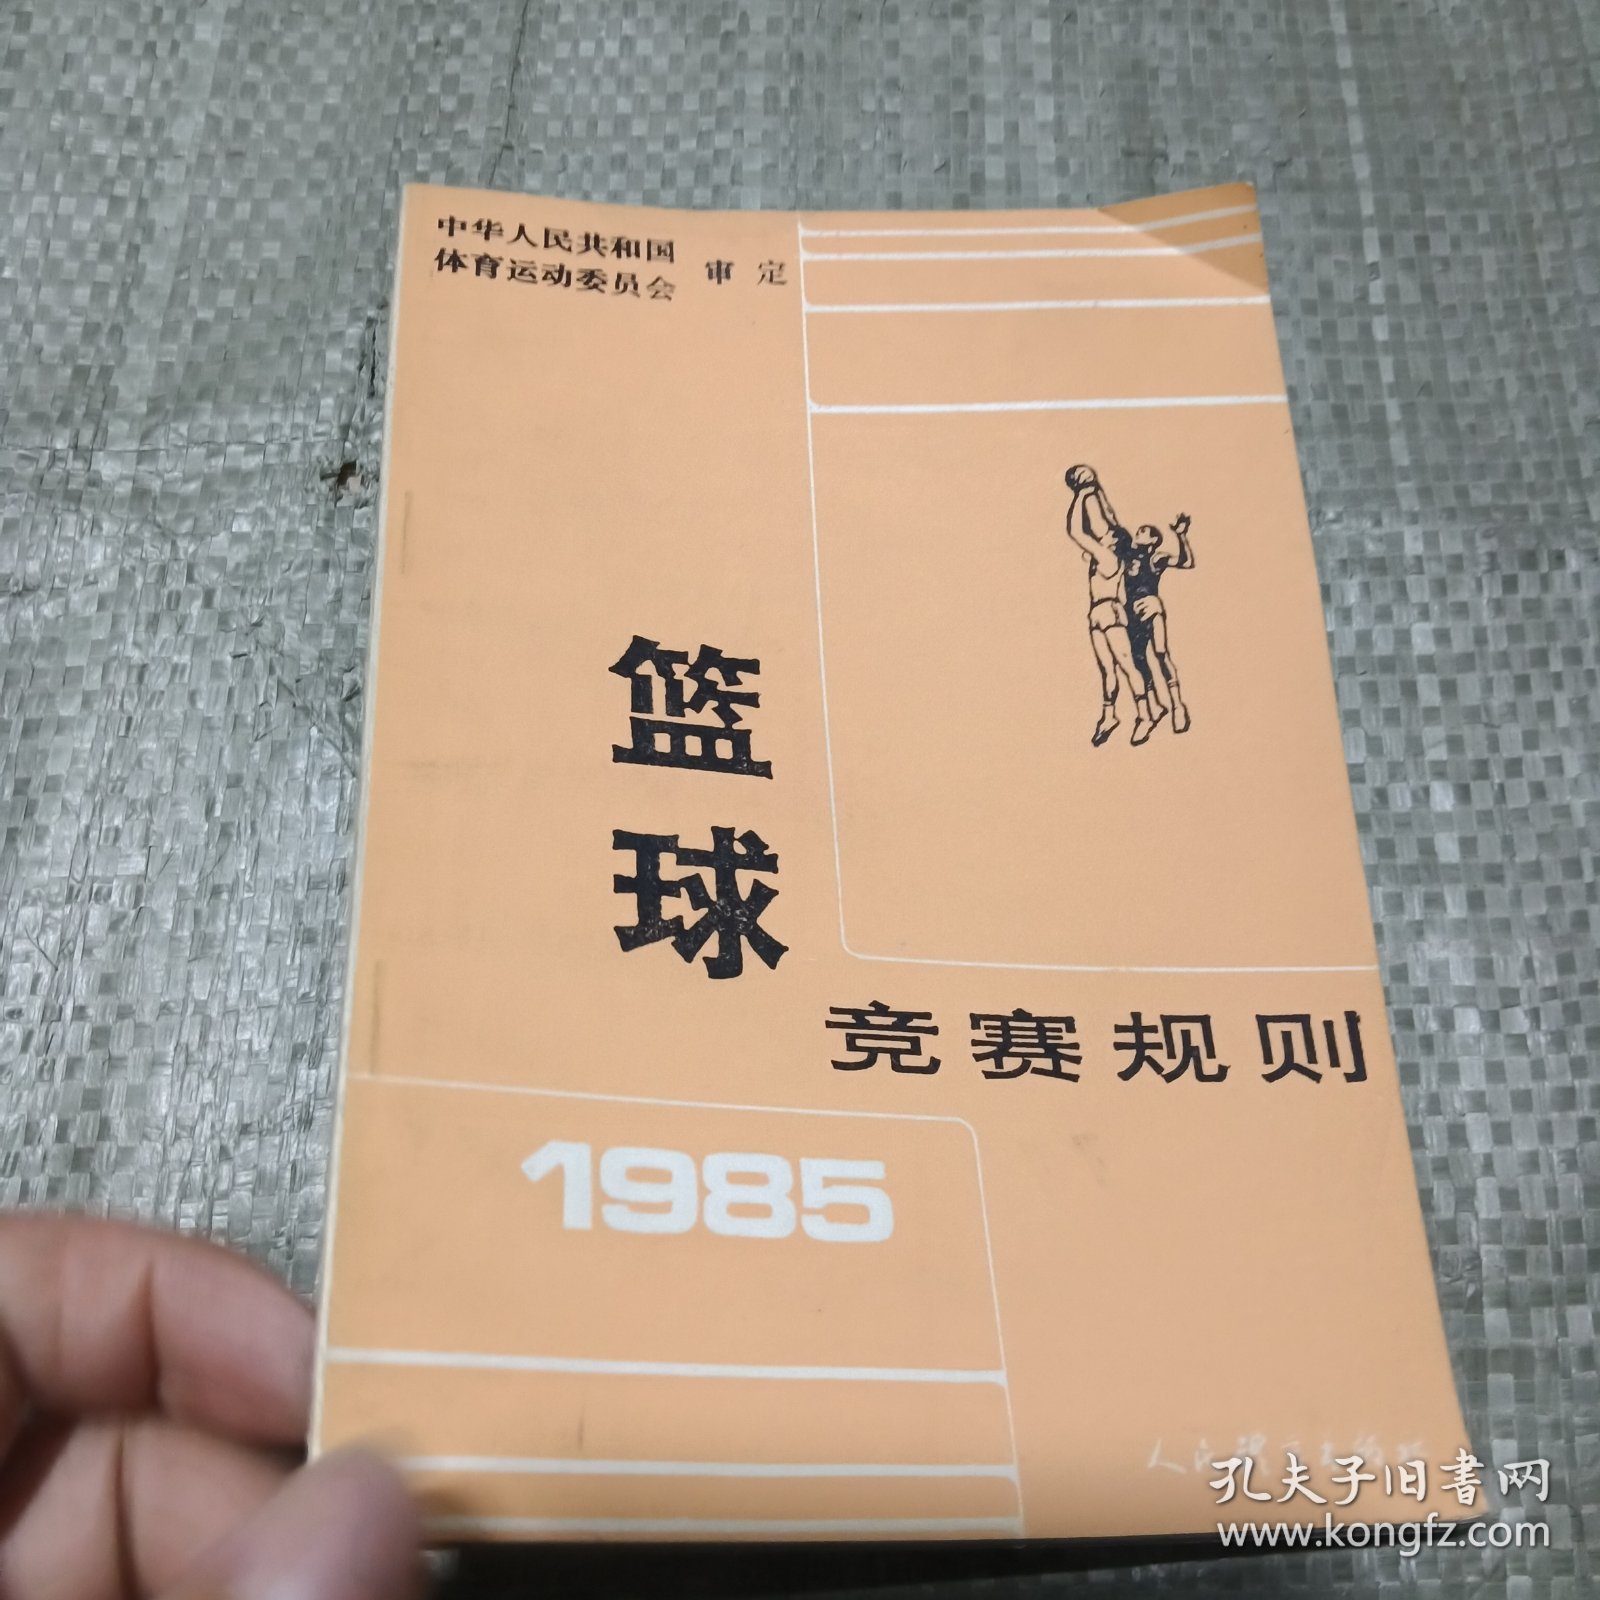 中华人民共和国
体育运动委员会 审定
篮球
竞赛规则
1985
孔夫子旧书网
www.kongfz.com